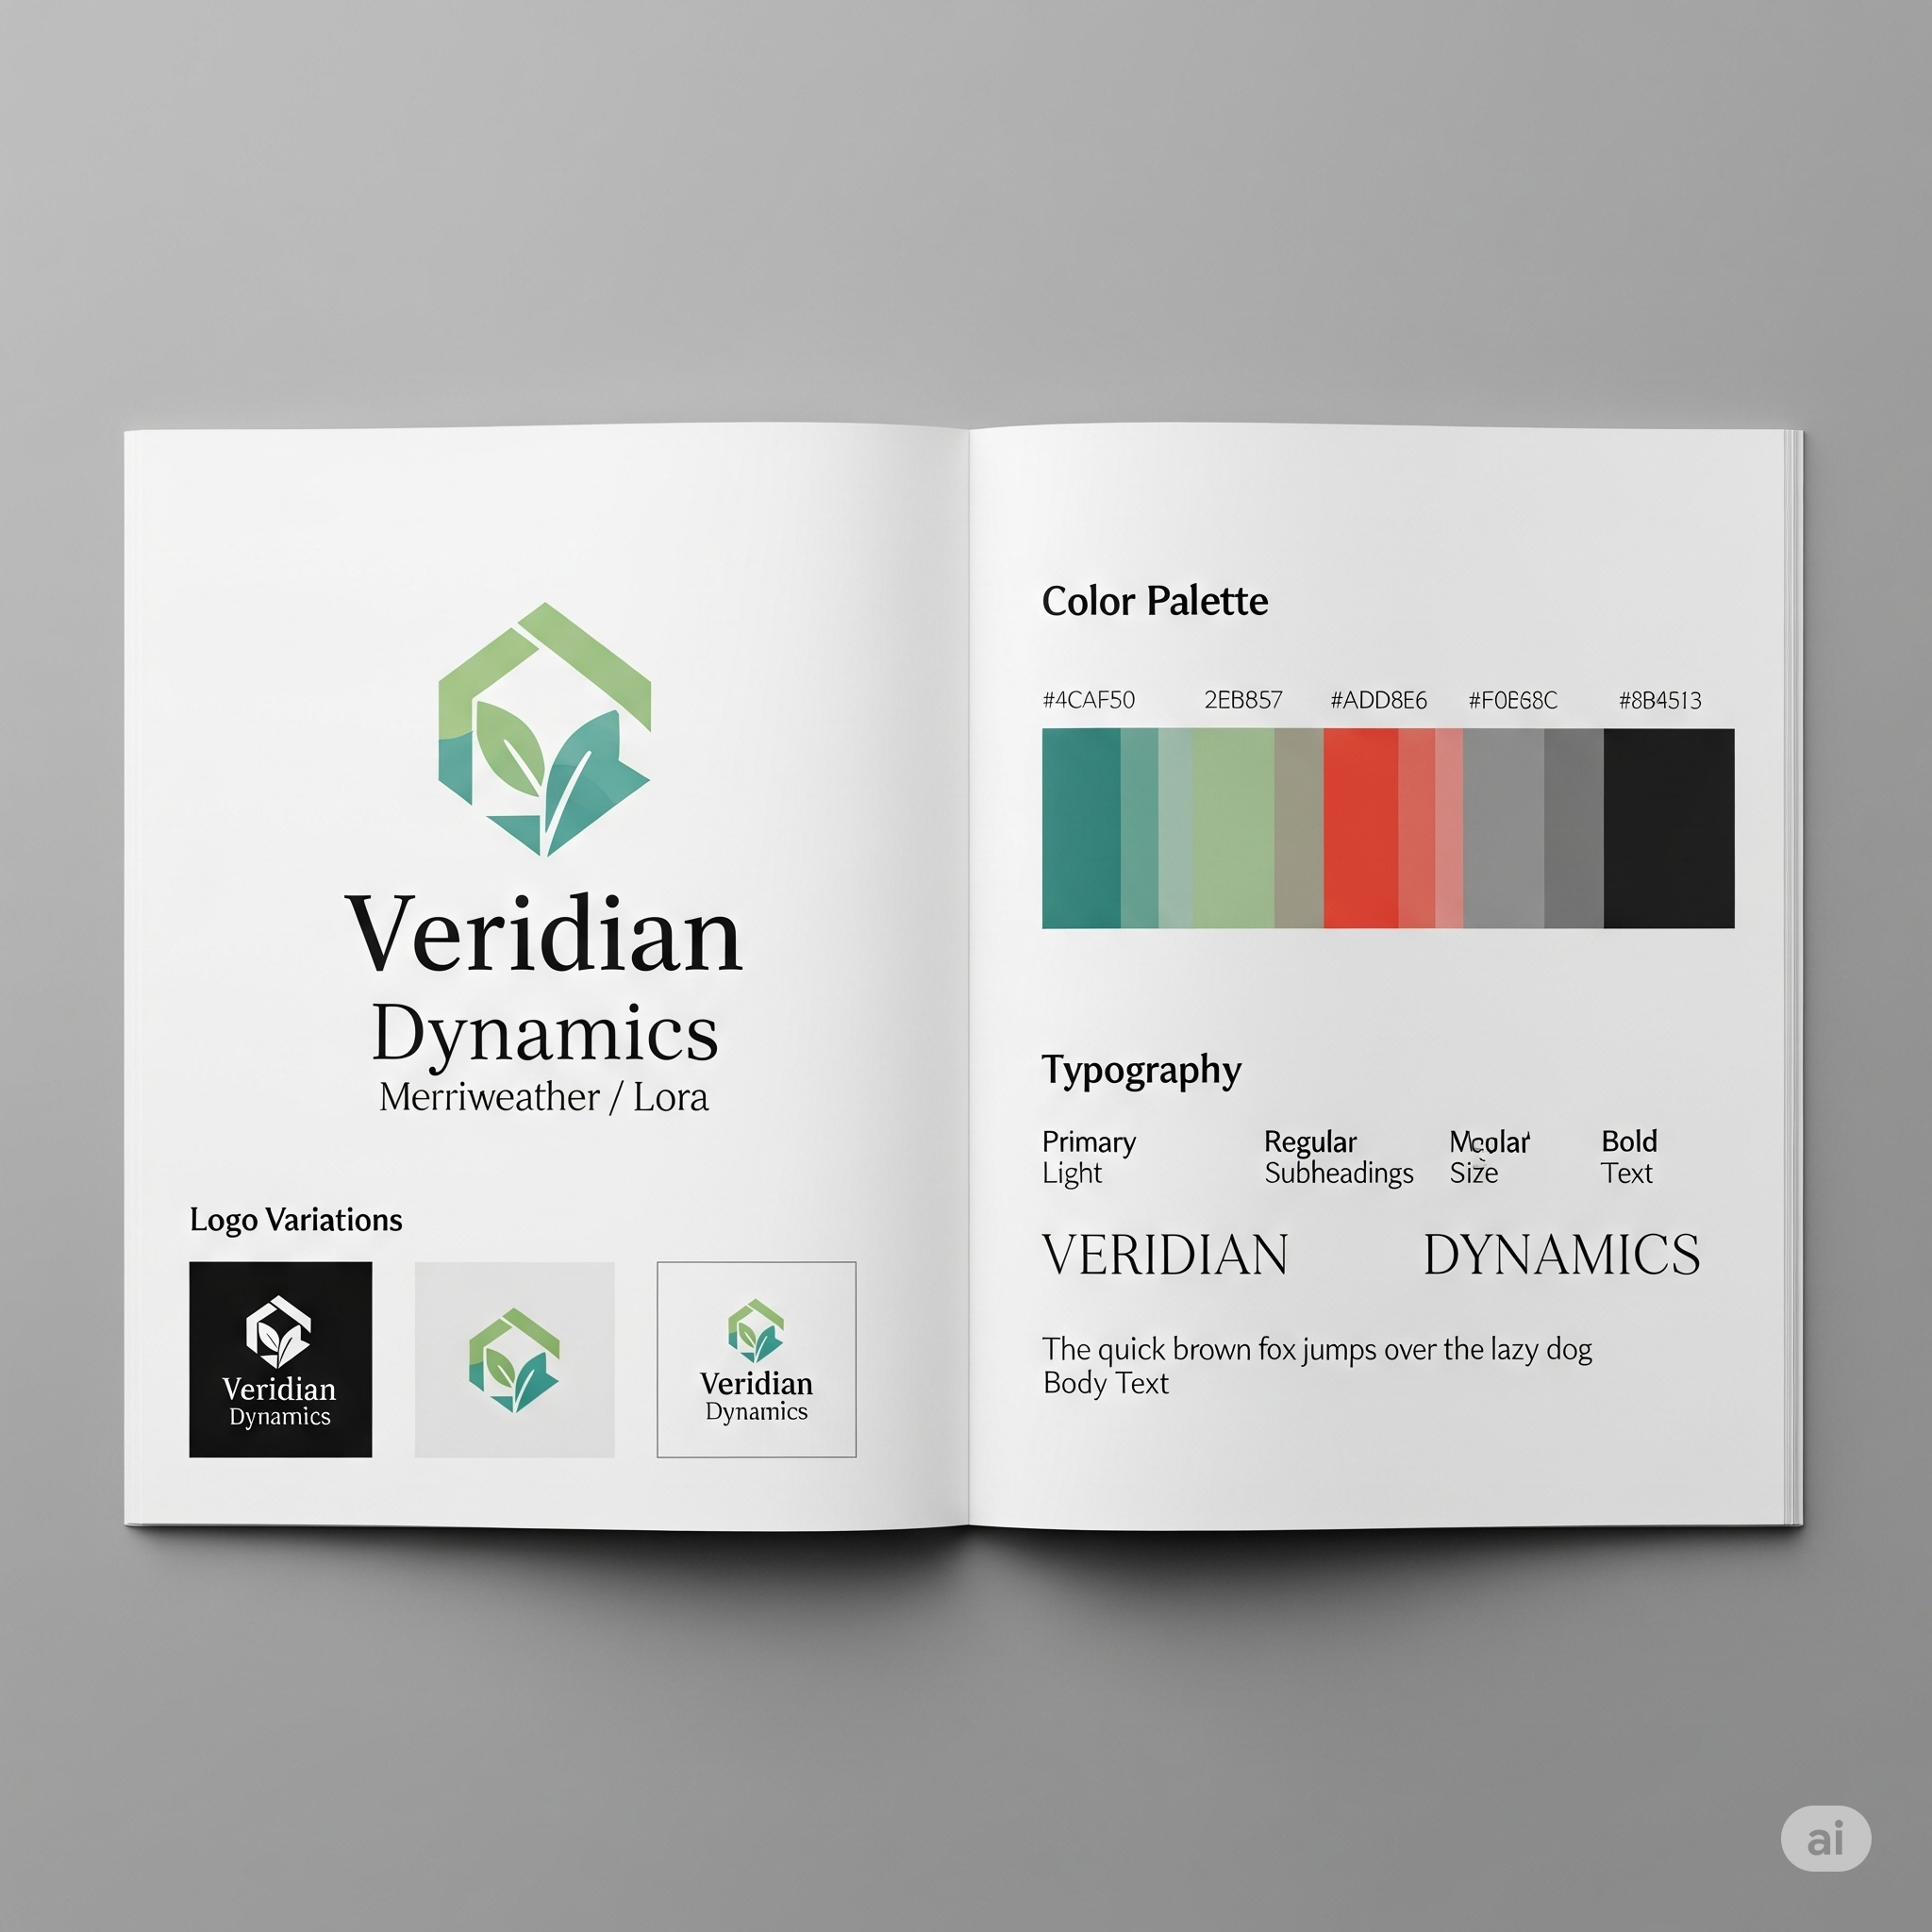 Veridian
Dynamics
Merriweather / Lora
Logo Variations
Veridian
Dynamics
Veridian
Dynamics
Color Palette
#4CAF50 2EB857 #ADD8E6 #F0E68C #8B4513
Typography
Primary Regular Bold
Light Subheadings Size Text
VERIDIAN DYNAMICS
The quick brown fox jumps over the lazy dog
Body Text
ai